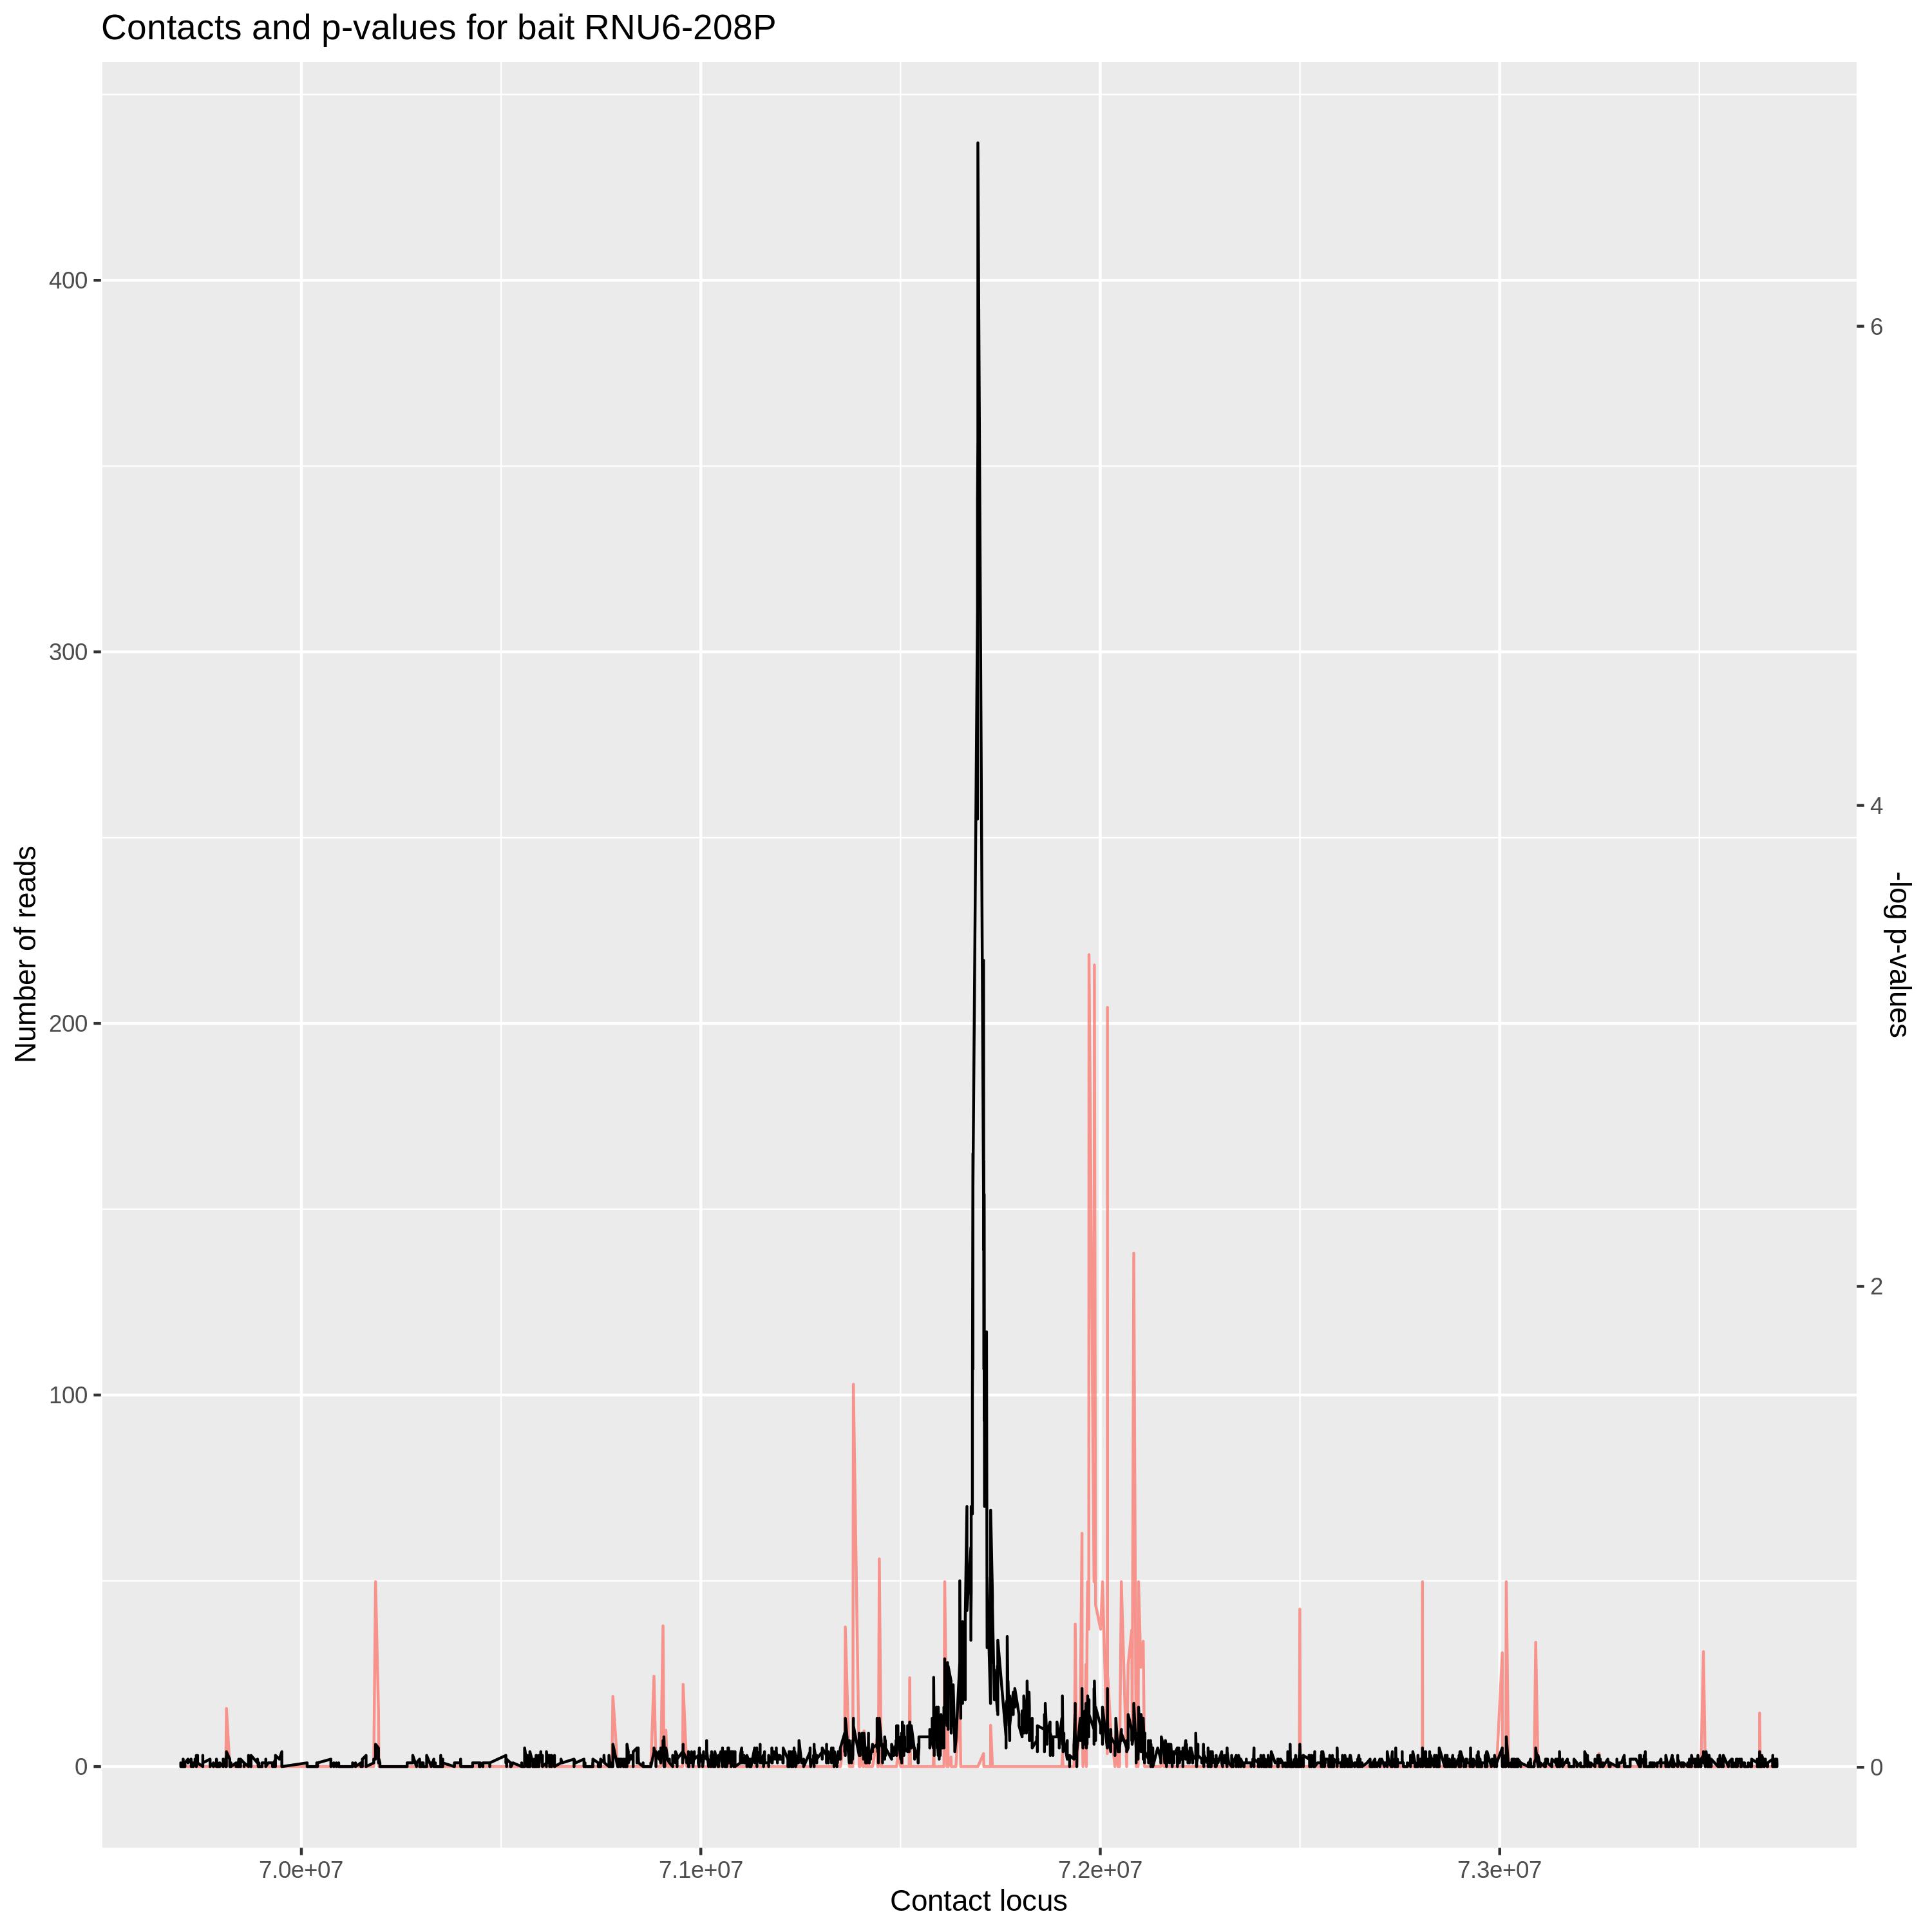 Contacts and p-values for bait RNU6-208P
400
300
200
100
0
Number of reads
6
4
2
0
-log p-values
7.0e+07 7.1e+07 7.2e+07 7.3e+07
Contact locus